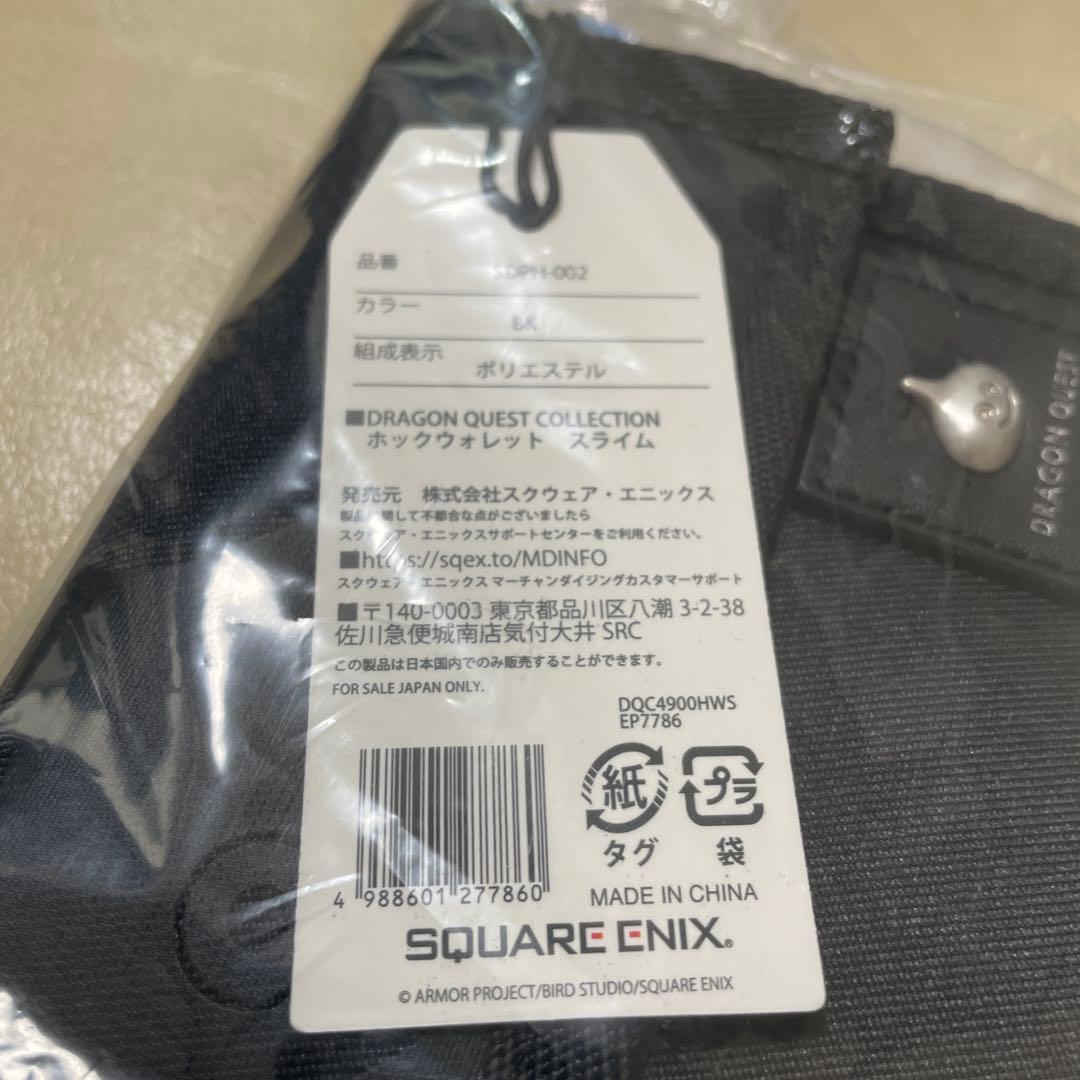 品番 SDPH-002
カラー BK
組成表示 ポリエステル
■DRAGON QUEST COLLECTION
ホックウォレット スライム
発売元 株式会社スクウェア・エニックス
製品に関して不都合な点がございましたら
スクウェア・エニックスサポートセンターをご利用ください。
■https://sqex.to/MDINFO
スクウェア・エニックス マーチャンダイジングカスタマーサポート
■〒140-0003 東京都品川区八潮 3-2-38
佐川急便城南店気付大井 SRC
この製品は日本国内でのみ販売することができます。
FOR SALE JAPAN ONLY.
DQC4900HWS
EP7786
紙
タグ
プラ
袋
4 988601 277860
MADE IN CHINA
SQUARE ENIX®
© ARMOR PROJECT/BIRD STUDIO/SQUARE ENIX
DRAGON QUEST